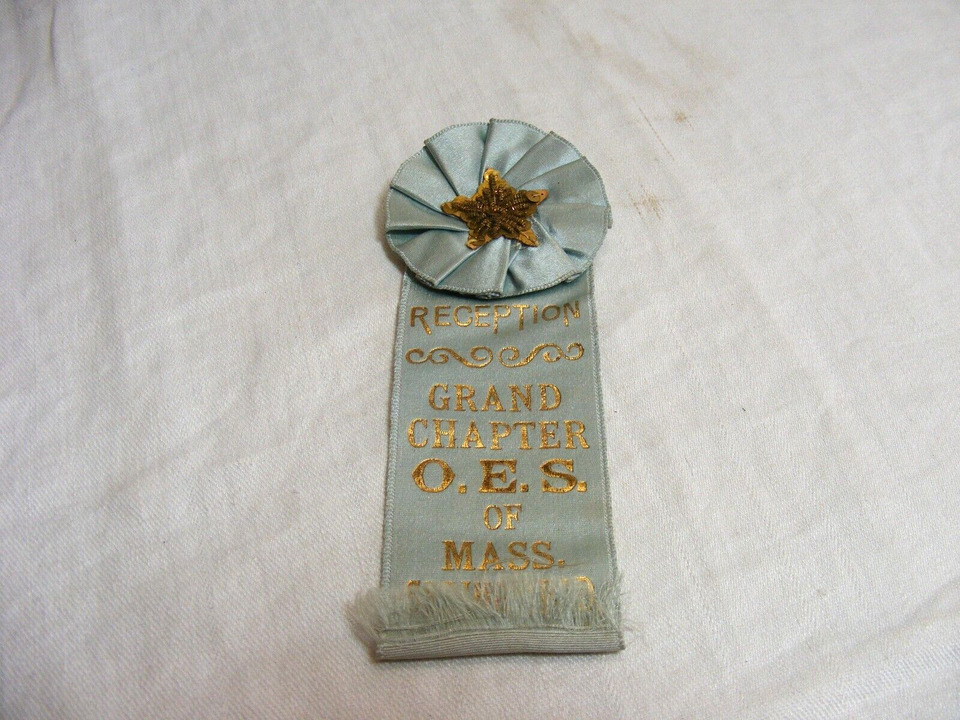 RECEPTION
GRAND
CHAPTER
O.E.S.
OF
MASS.